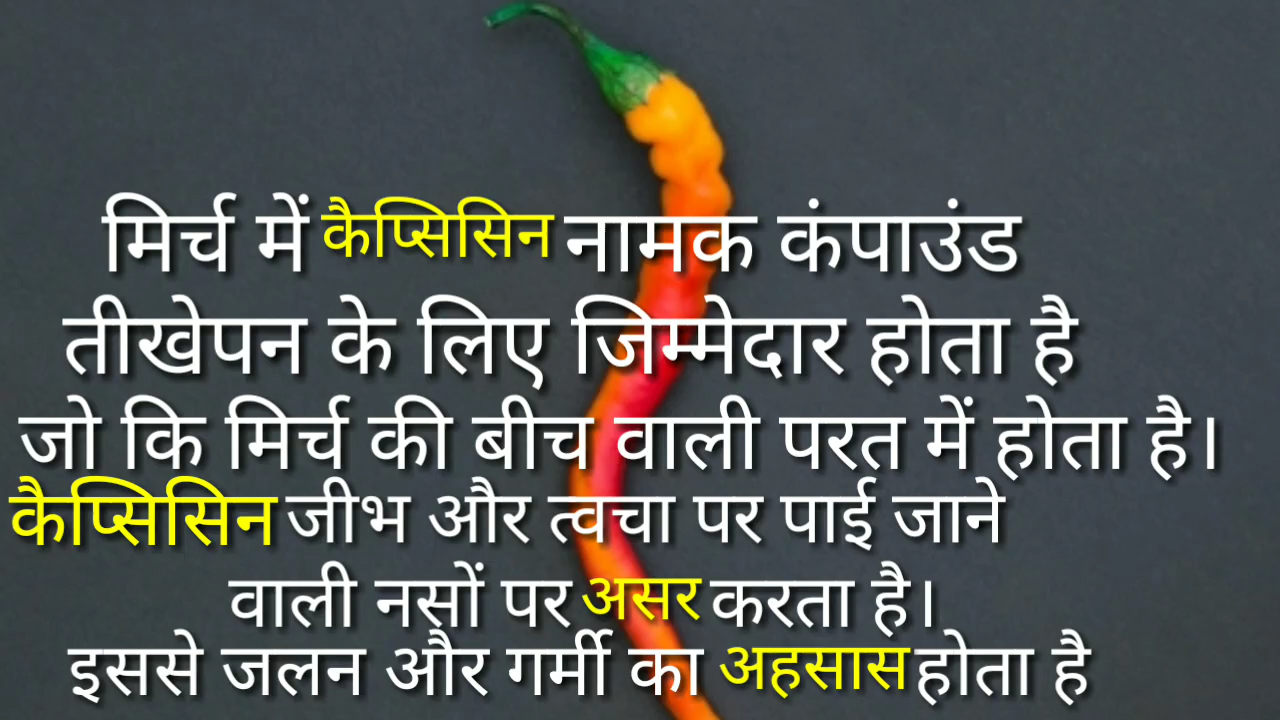 मिर्च में कैप्सिसिन नामक कंपाउंड
तीखेपन के लिए जिम्मेदार होता है
जो कि मिर्च की बीच वाली परत में होता है।
कैप्सिसिन जीभ और त्वचा पर पाई जाने
वाली नसों पर असर करता है।
इससे जलन और गर्मी का अहसास होता है